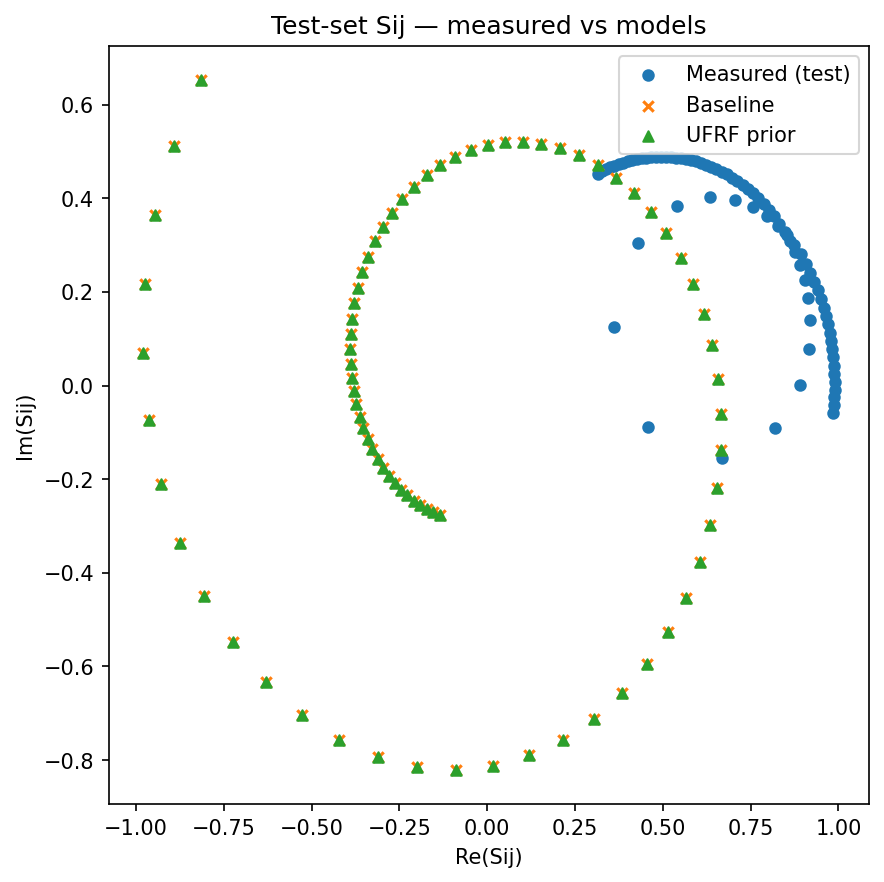 Test-set Sij — measured vs models
Measured (test)
Baseline
UFRF prior
Im(Sij)
0.6
0.4
0.2
0.0
−0.2
−0.4
−0.6
−0.8
−1.00 −0.75 −0.50 −0.25 0.00 0.25 0.50 0.75 1.00
Re(Sij)